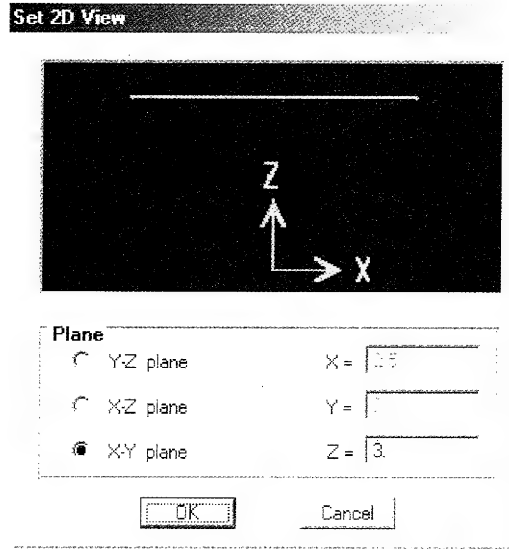 Set 2D View
Z
X
Plane
Y-Z plane X =
X-Z plane Y =
X-Y plane Z = 3.
OK Cancel